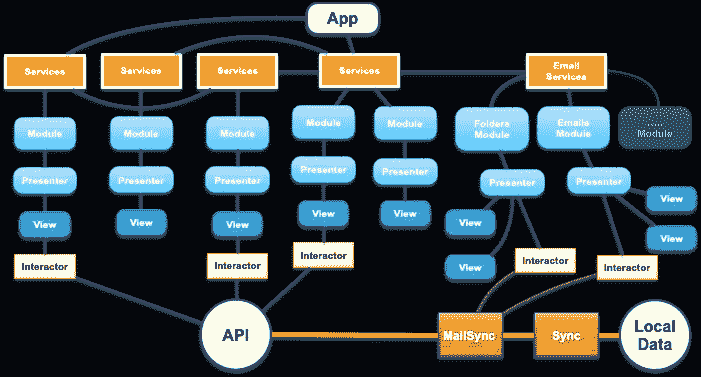 App
Services
Services
Services
Services
Email
Services
Module
Module
Module
Module
Module
Folders
Module
Emails
Module
Module
Presenter
Presenter
Presenter
Presenter
Presenter
Presenter
Presenter
View
View
View
View
View
View
View
View
View
Interactor
Interactor
Interactor
Interactor
Interactor
API
MailSync
Sync
Local
Data